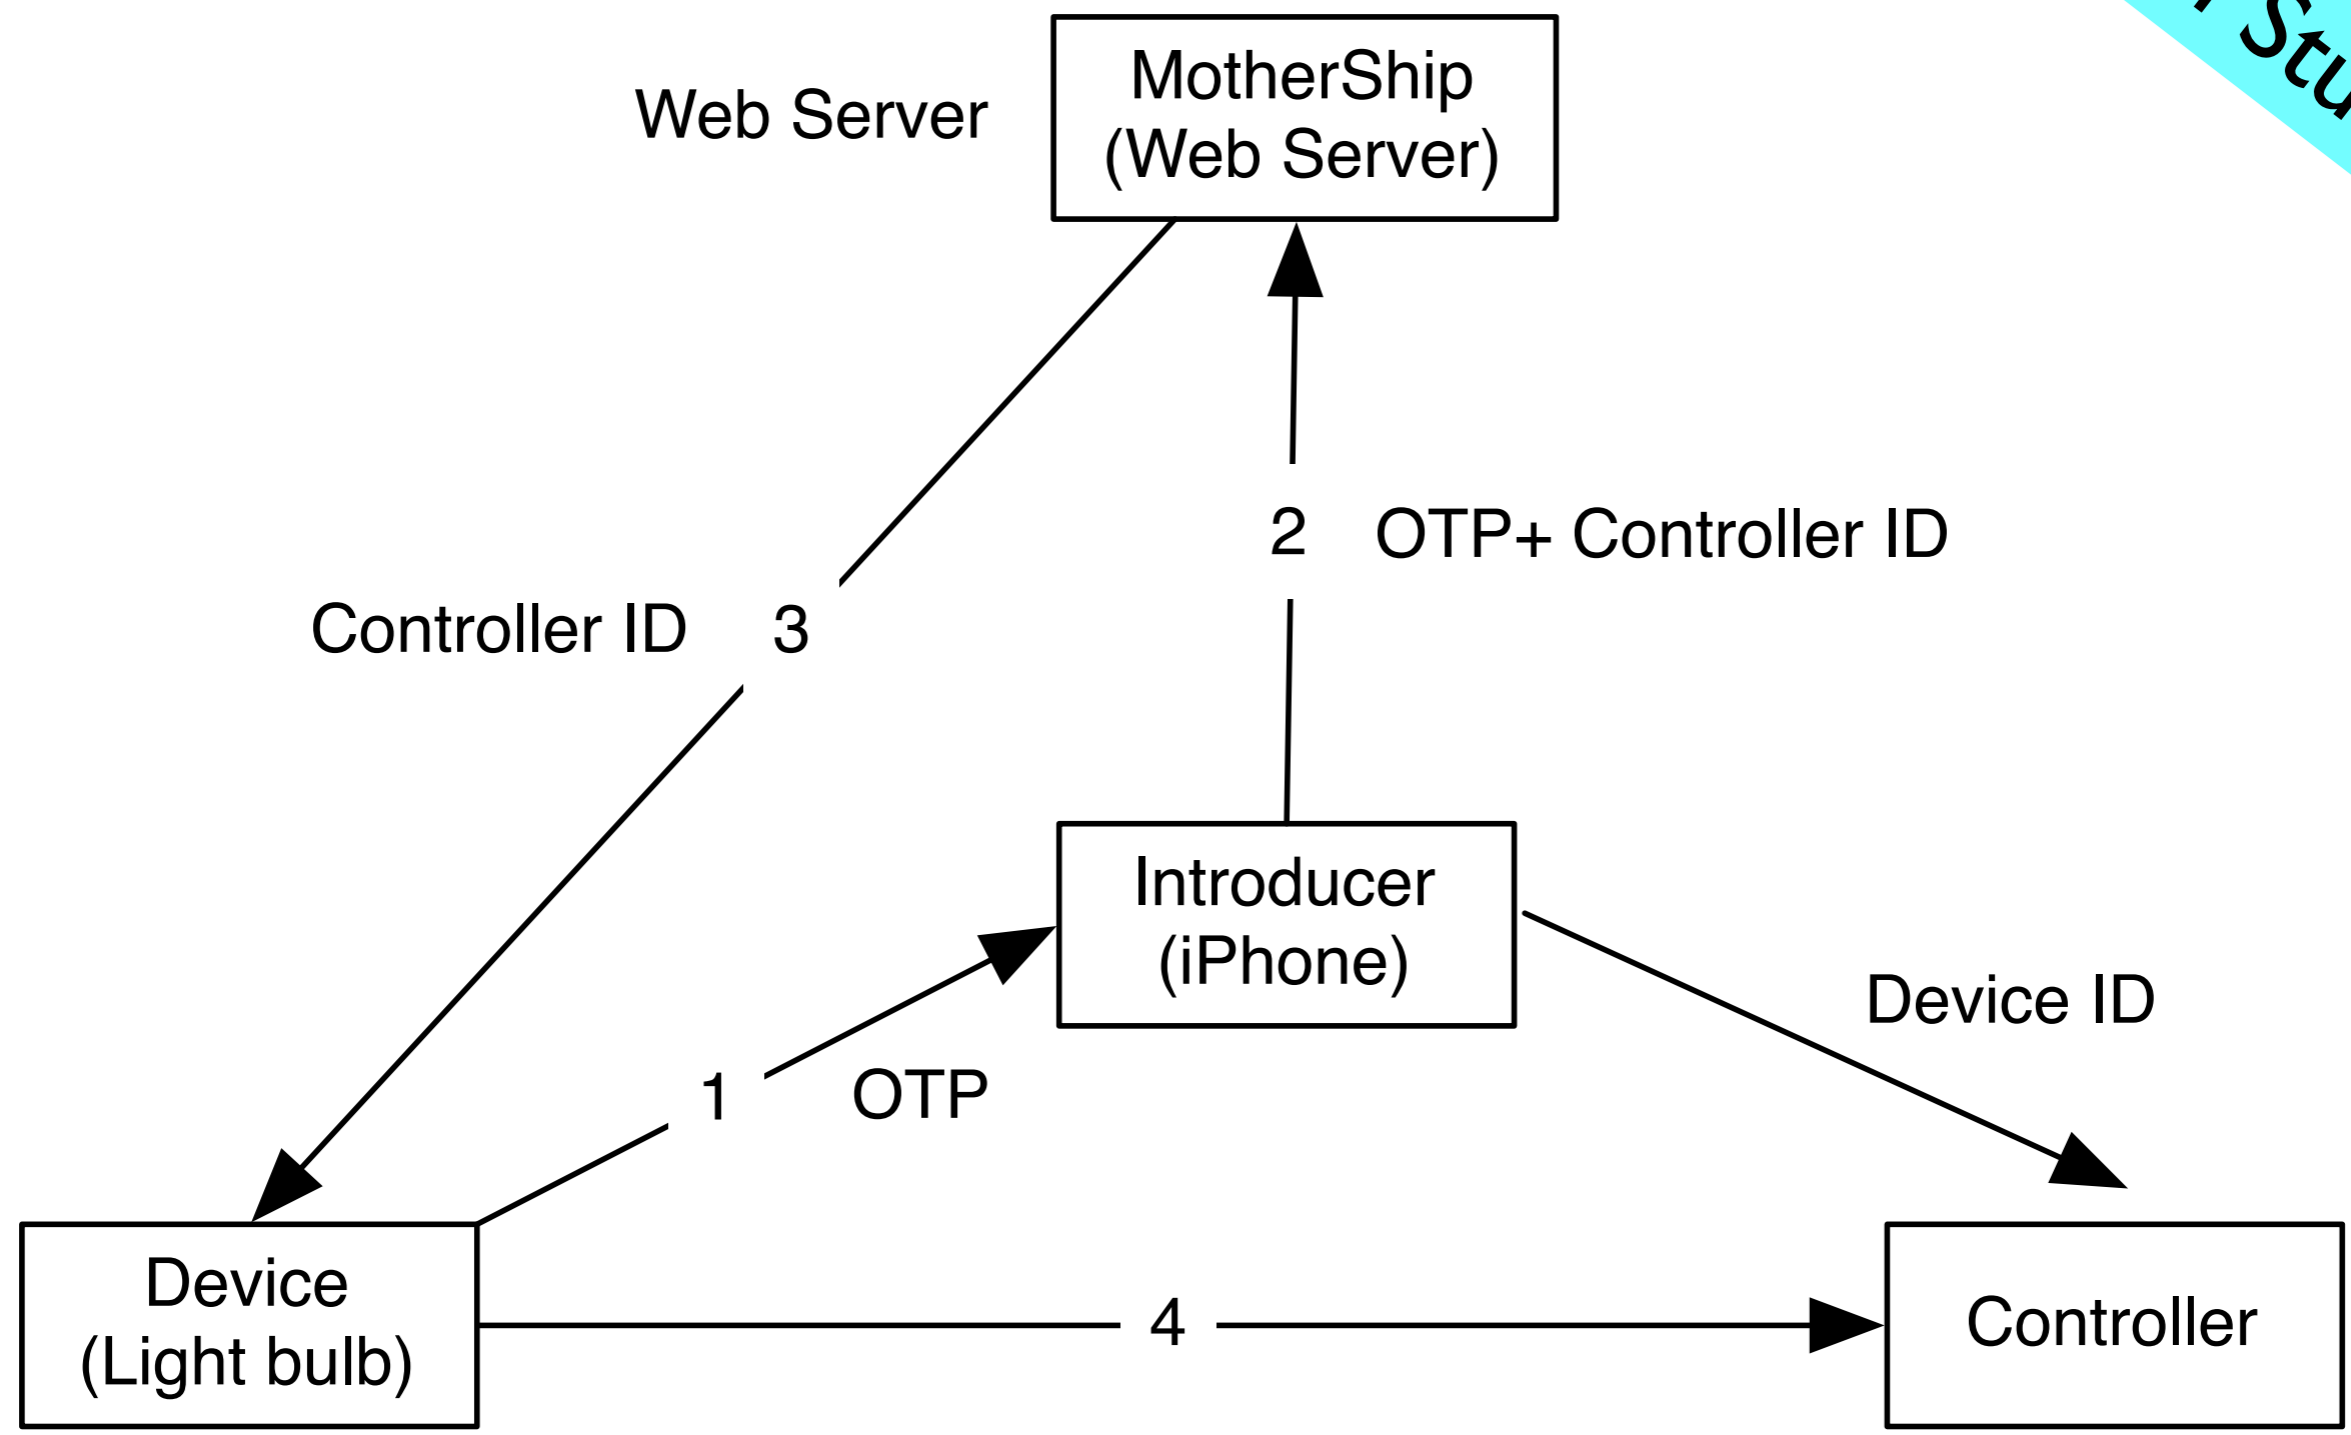 MotherShip
(Web Server)
Web Server
2 OTP+ Controller ID
Controller ID 3
Introducer
(iPhone)
Device ID
1 OTP
Device
(Light bulb)
4
Controller